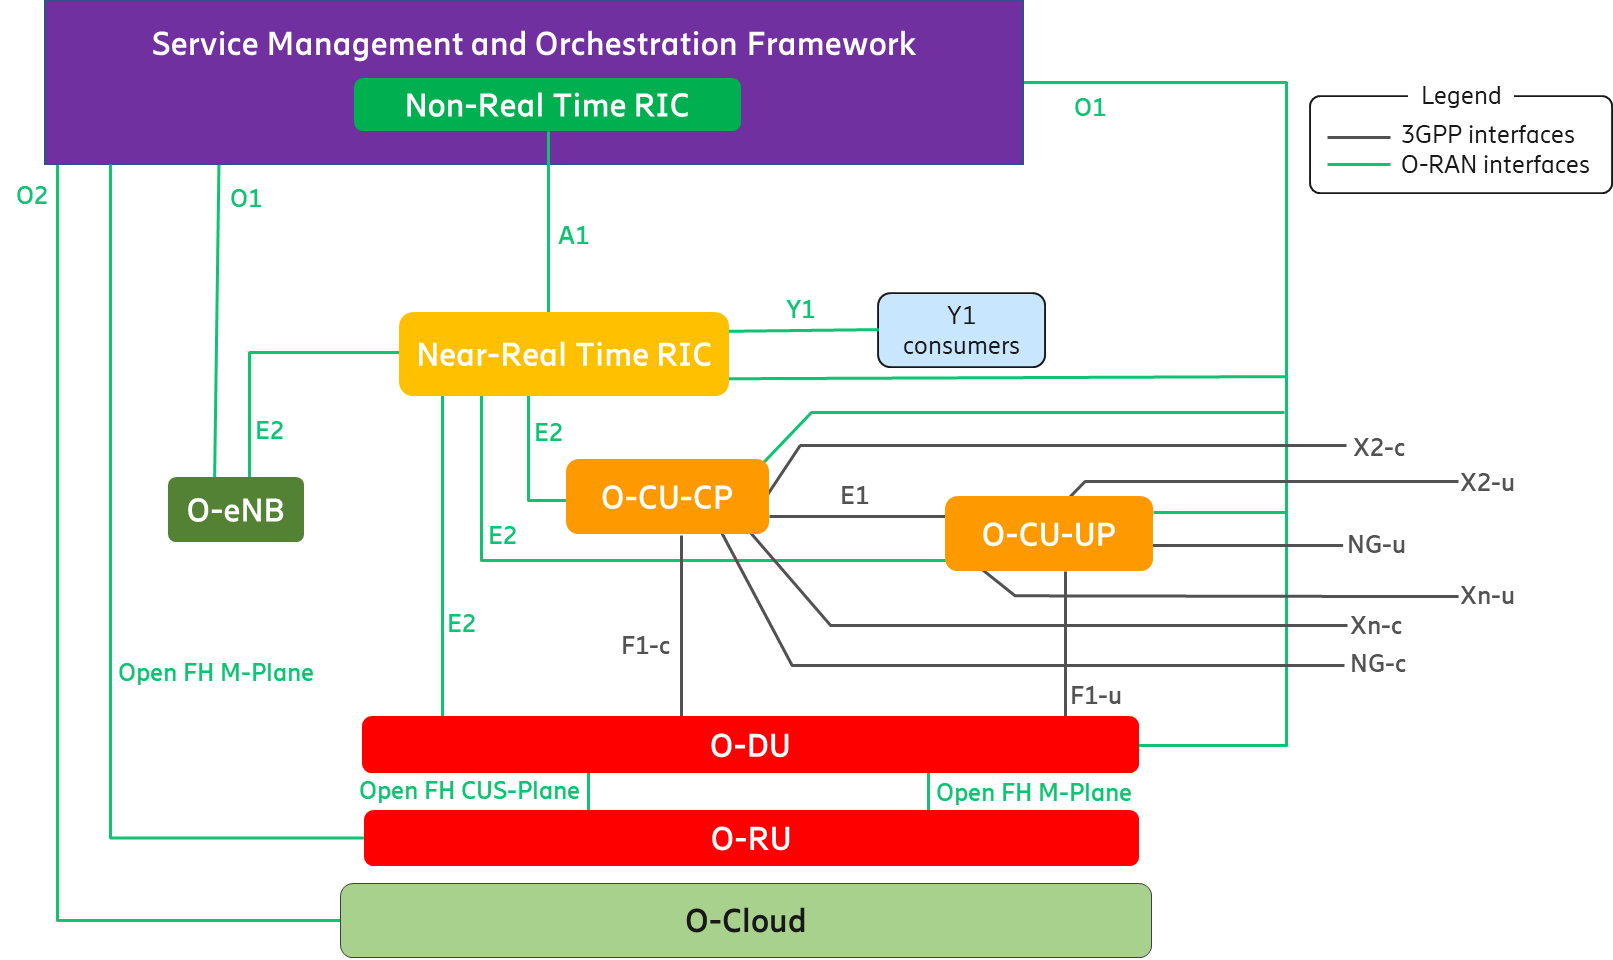 Service Management and Orchestration Framework
Non-Real Time RIC
O1
Legend
3GPP interfaces
O-RAN interfaces
O2
O1
A1
Y1
Y1
consumers
Near-Real Time RIC
E2
E2
X2-c
X2-u
O-eNB
O-CU-CP
E1
O-CU-UP
E2
NG-u
Xn-u
E2
Xn-c
F1-c
NG-c
Open FH M-Plane
F1-u
O-DU
Open FH CUS-Plane
Open FH M-Plane
O-RU
O-Cloud